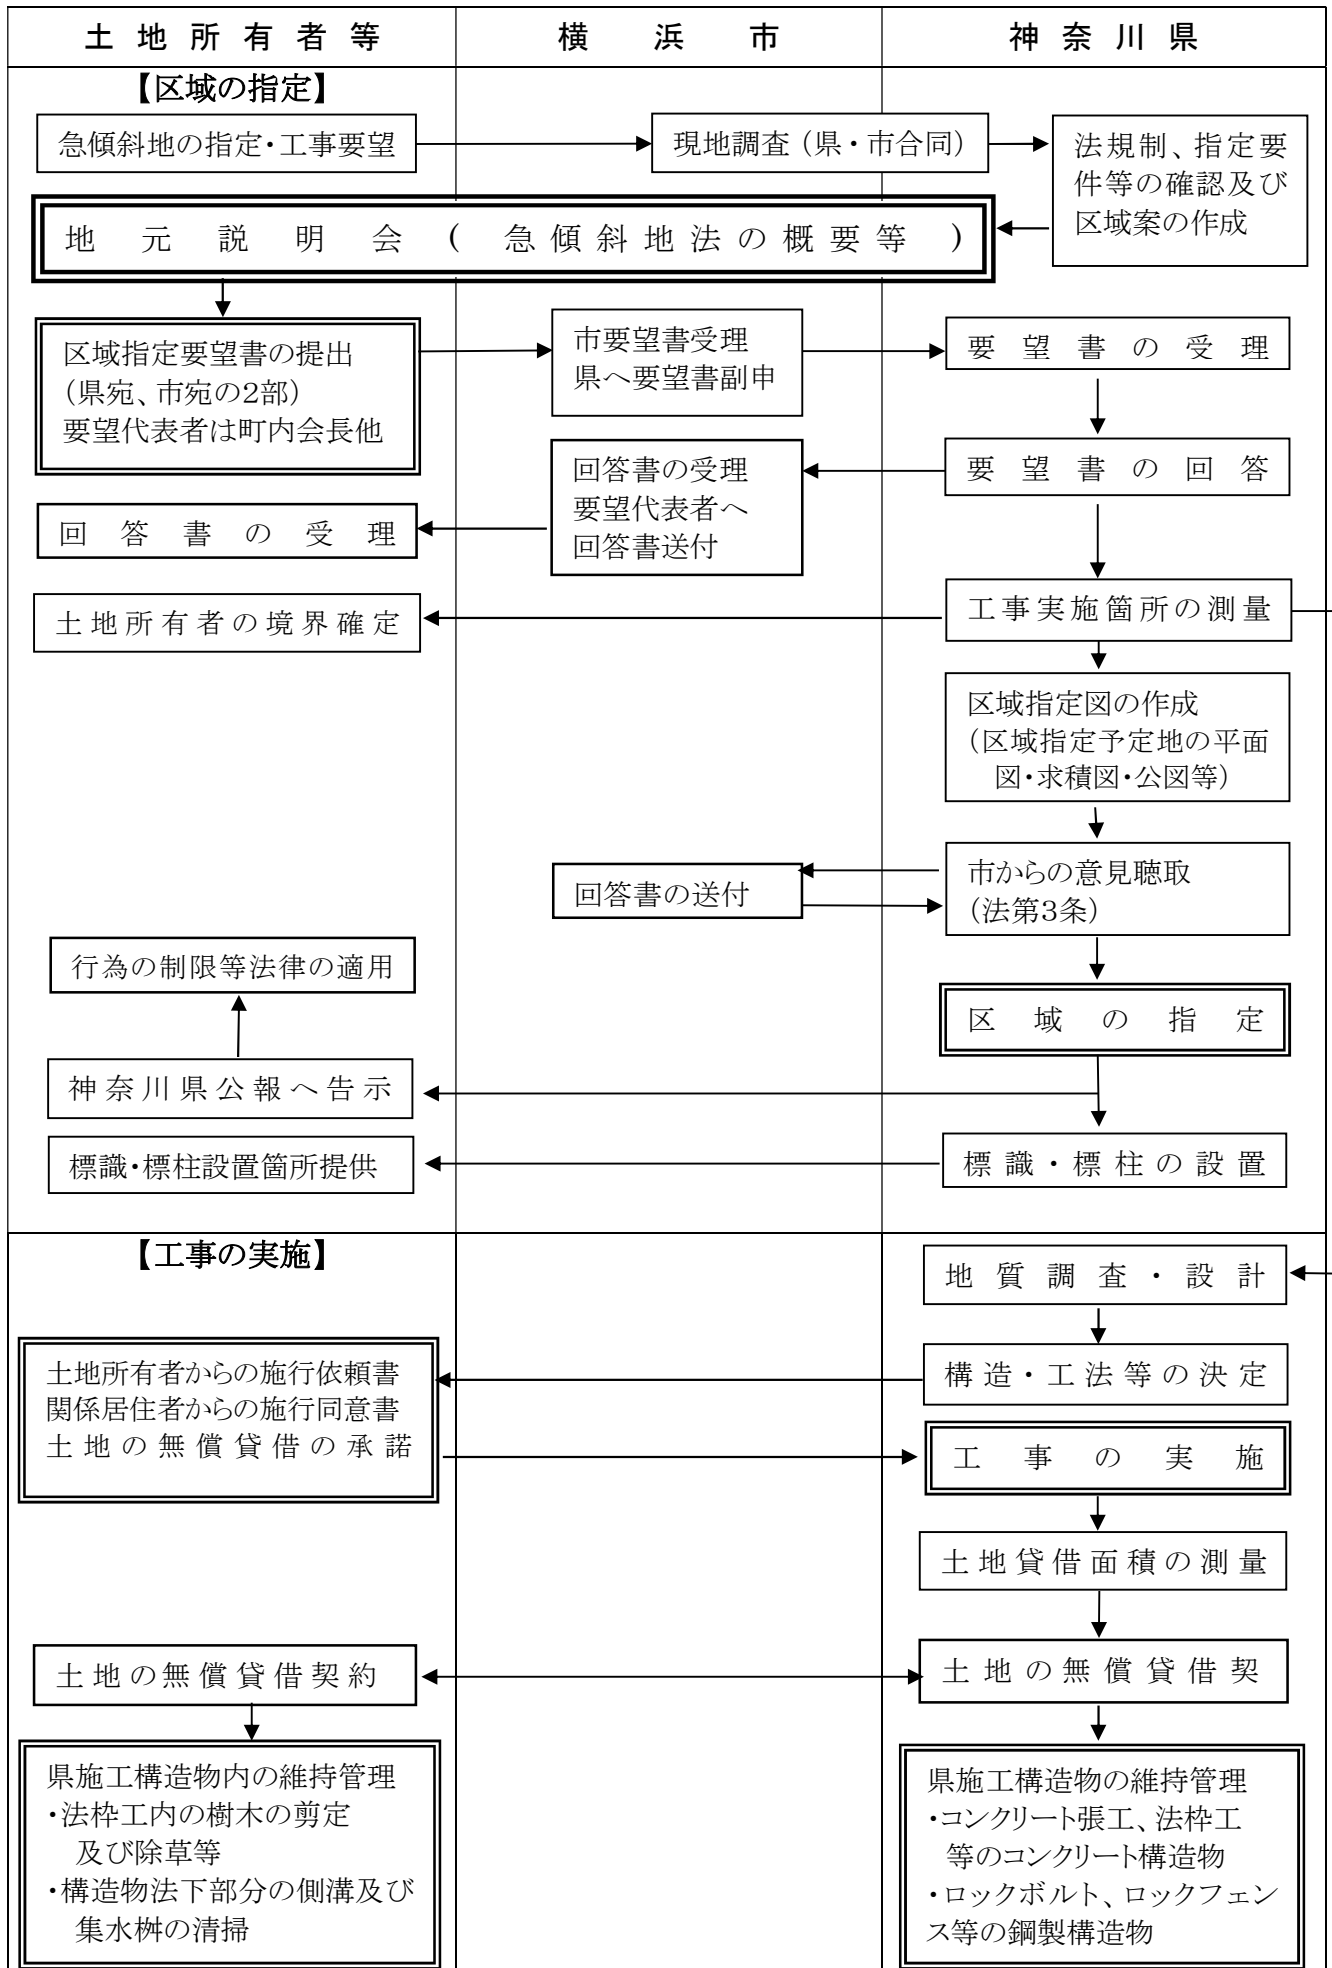 土地所有者等
横浜市
神奈川県
【区域の指定】
急傾斜地の指定・工事要望
現地調査（県・市合同）
法規制、指定要
件等の確認及び
区域案の作成
地元説明会（急傾斜地法の概要等）
区域指定要望書の提出
（県宛、市宛の2部）
要望代表者は町内会長他
市要望書受理
県へ要望書副申
要望書の受理
回答書の受理
要望代表者へ
回答書送付
要望書の回答
回答書の受理
土地所有者の境界確定
工事実施箇所の測量
区域指定図の作成
（区域指定予定地の平面
図・求積図・公図等）
回答書の送付
市からの意見聴取
（法第3条）
行為の制限等法律の適用
区域の指定
神奈川県公報へ告示
標識・標柱設置箇所提供
標識・標柱の設置
【工事の実施】
地質調査・設計
土地所有者からの施行依頼書
関係居住者からの施行同意書
土地の無償貸借の承諾
構造・工法等の決定
工事の実施
土地貸借面積の測量
土地の無償貸借契約
土地の無償貸借契
県施工構造物内の維持管理
・法枠工内の樹木の剪定
及び除草等
・構造物法下部分の側溝及び
集水桝の清掃
県施工構造物の維持管理
・コンクリート張工、法枠工
等のコンクリート構造物
・ロックボルト、ロックフェン
ス等の鋼製構造物